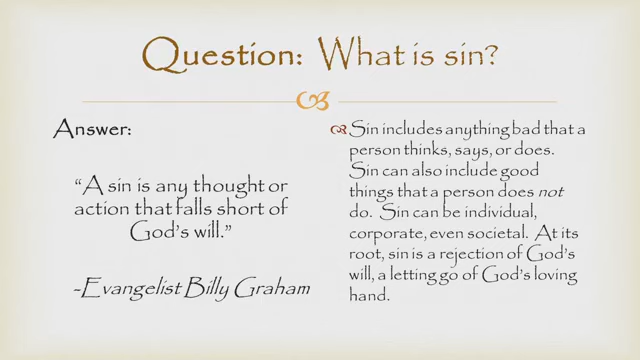 Question: What is sin?
Answer:
“A sin is any thought or
action that falls short of
God’s will.”
-Evangelist Billy Graham
Sin includes anything bad that a
person thinks, says, or does.
Sin can also include good
things that a person does not
do. Sin can be individual,
corporate, even societal. At its
root, sin is a rejection of God’s
will, a letting go of God’s loving
hand.